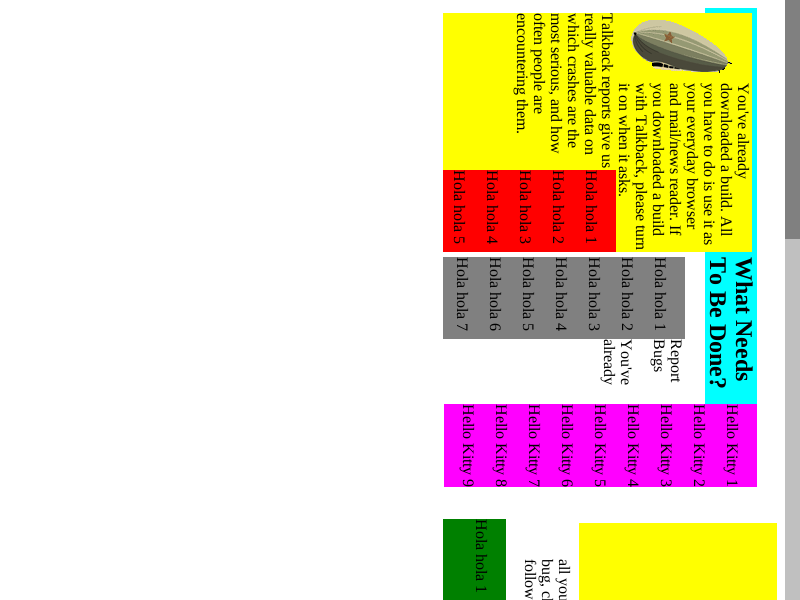 You've already
downloaded a build. All
you have to do is use it as
your everyday browser
and mail/news reader. If
you downloaded a build
with Talkback, please turn
it on when it asks.
Talkback reports give us
really valuable data on
which crashes are the
most serious, and how
often people are
encountering them.
Hola hola 1
Hola hola 2
Hola hola 3
Hola hola 4
Hola hola 5
What Needs
To Be Done?
Hola hola 1
Hola hola 2
Hola hola 3
Hola hola 4
Hola hola 5
Hola hola 6
Hola hola 7
Report
Bugs
You've
already
Hello Kitty 1
Hello Kitty 2
Hello Kitty 3
Hello Kitty 4
Hello Kitty 5
Hello Kitty 6
Hello Kitty 7
Hello Kitty 8
Hello Kitty 9
all you
bug, cl
follow
Hola hola 1